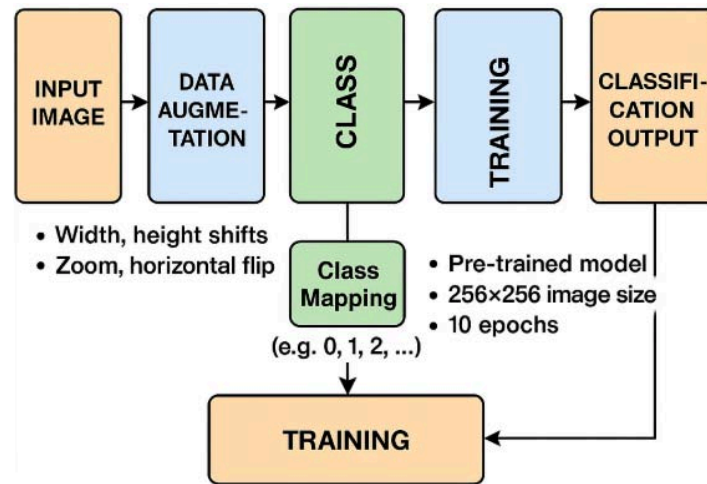 INPUT
IMAGE
DATA
AUGME-
TATION
CLASS
TRAINING
CLASSIFI-
CATION
OUTPUT
• Width, height shifts
• Zoom, horizontal flip
Class
Mapping
(e.g. 0, 1, 2, ...)
• Pre-trained model
• 256×256 image size
• 10 epochs
TRAINING